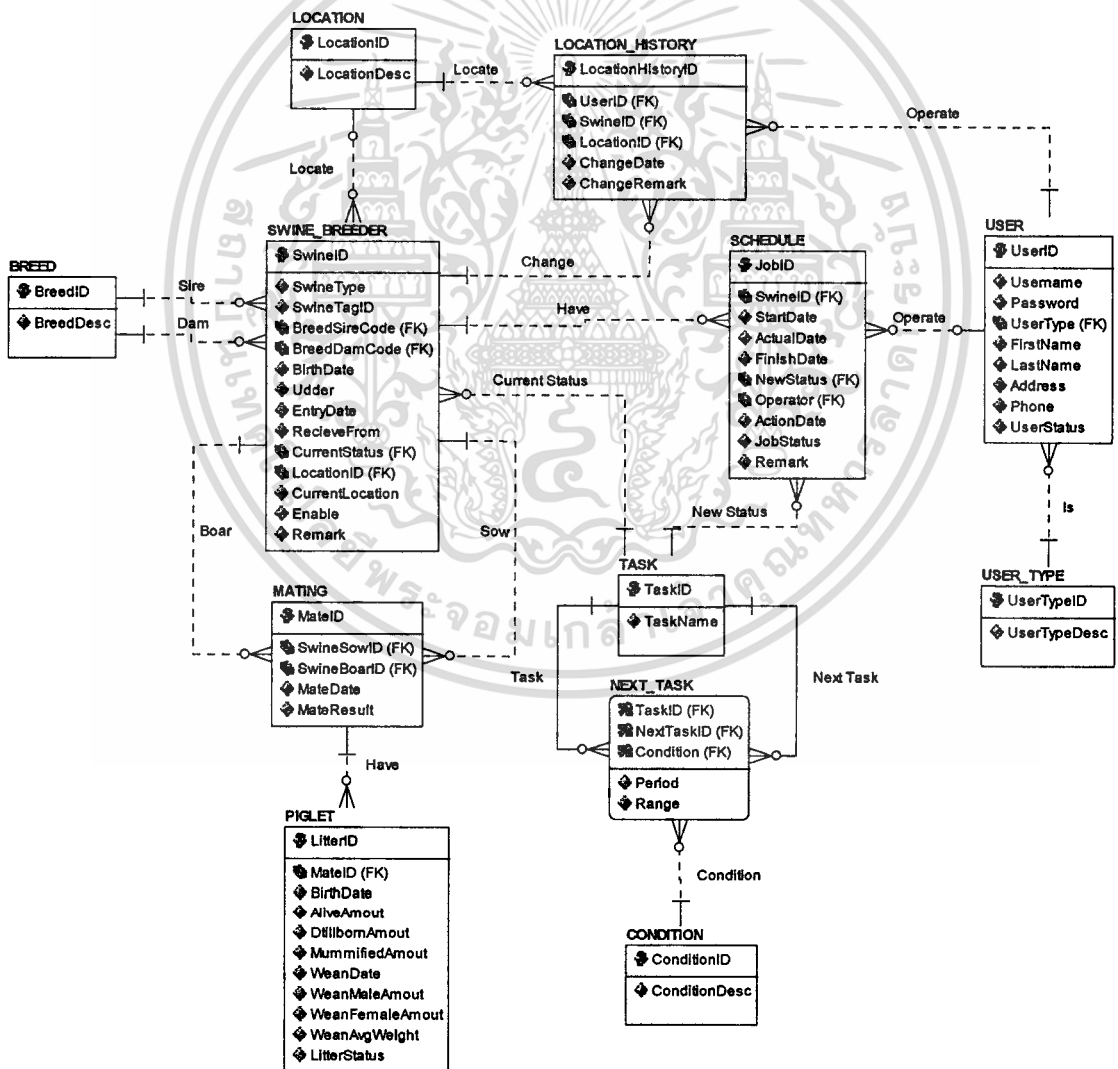 LOCATION
LocationID
LocationDesc
Locate
LOCATION_HISTORY
LocationHistoryID
UserID (FK)
SwineID (FK)
LocationID (FK)
ChangeDate
ChangeRemark
Operate
Locate
SWINE_BREEDER
SwineID
SwineType
SwineTagID
BreedSireCode (FK)
BreedDamCode (FK)
BirthDate
Udder
EntryDate
RecieveFrom
CurrentStatus (FK)
LocationID (FK)
CurrentLocation
Enable
Remark
BREED
BreedID
BreedDesc
Sire
Dam
Change
Have
Current Status
SCHEDULE
JobID
SwineID (FK)
StartDate
ActualDate
FinishDate
NewStatus (FK)
Operator (FK)
ActionDate
JobStatus
Remark
Operate
USER
UserID
Username
Password
UserType (FK)
FirstName
LastName
Address
Phone
UserStatus
Is
USER_TYPE
UserTypeID
UserTypeDesc
Boar
Sow
New Status
TASK
TaskID
TaskName
MATING
MateID
SwineSowID (FK)
SwineBoarID (FK)
MateDate
MateResult
Task
Next Task
NEXT_TASK
TaskID (FK)
NextTaskID (FK)
Condition (FK)
Period
Range
Have
PIGLET
LitterID
MateID (FK)
BirthDate
AliveAmout
DtillbornAmout
MummifiedAmout
WeanDate
WeanMaleAmout
WeanFemaleAmout
WeanAvgWeight
LitterStatus
Condition
CONDITION
ConditionID
ConditionDesc